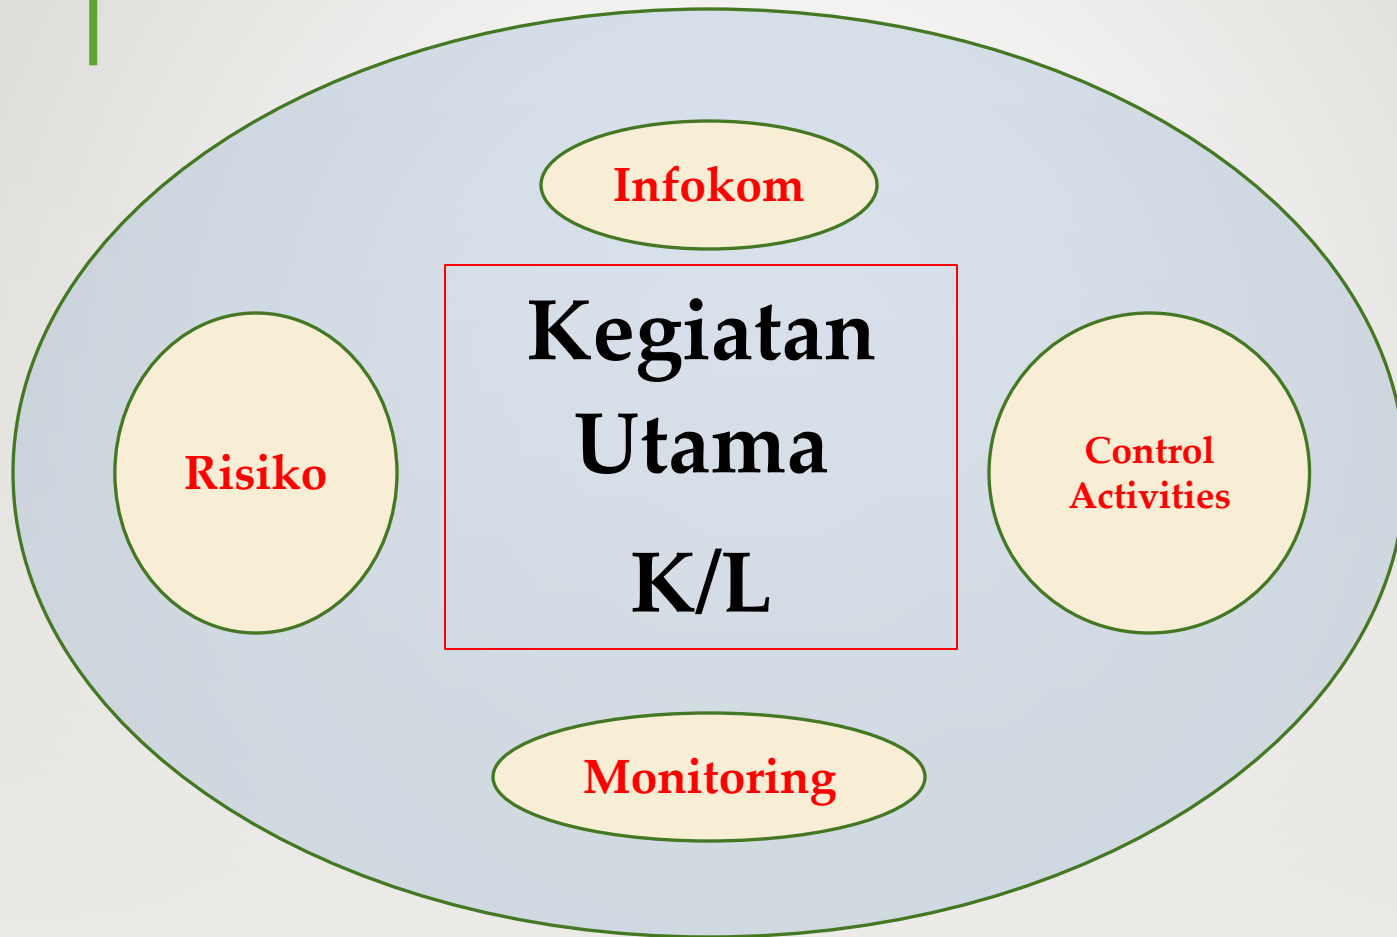 Infokom
Kegiatan
Utama
K/L
Risiko
Control
Activities
Monitoring